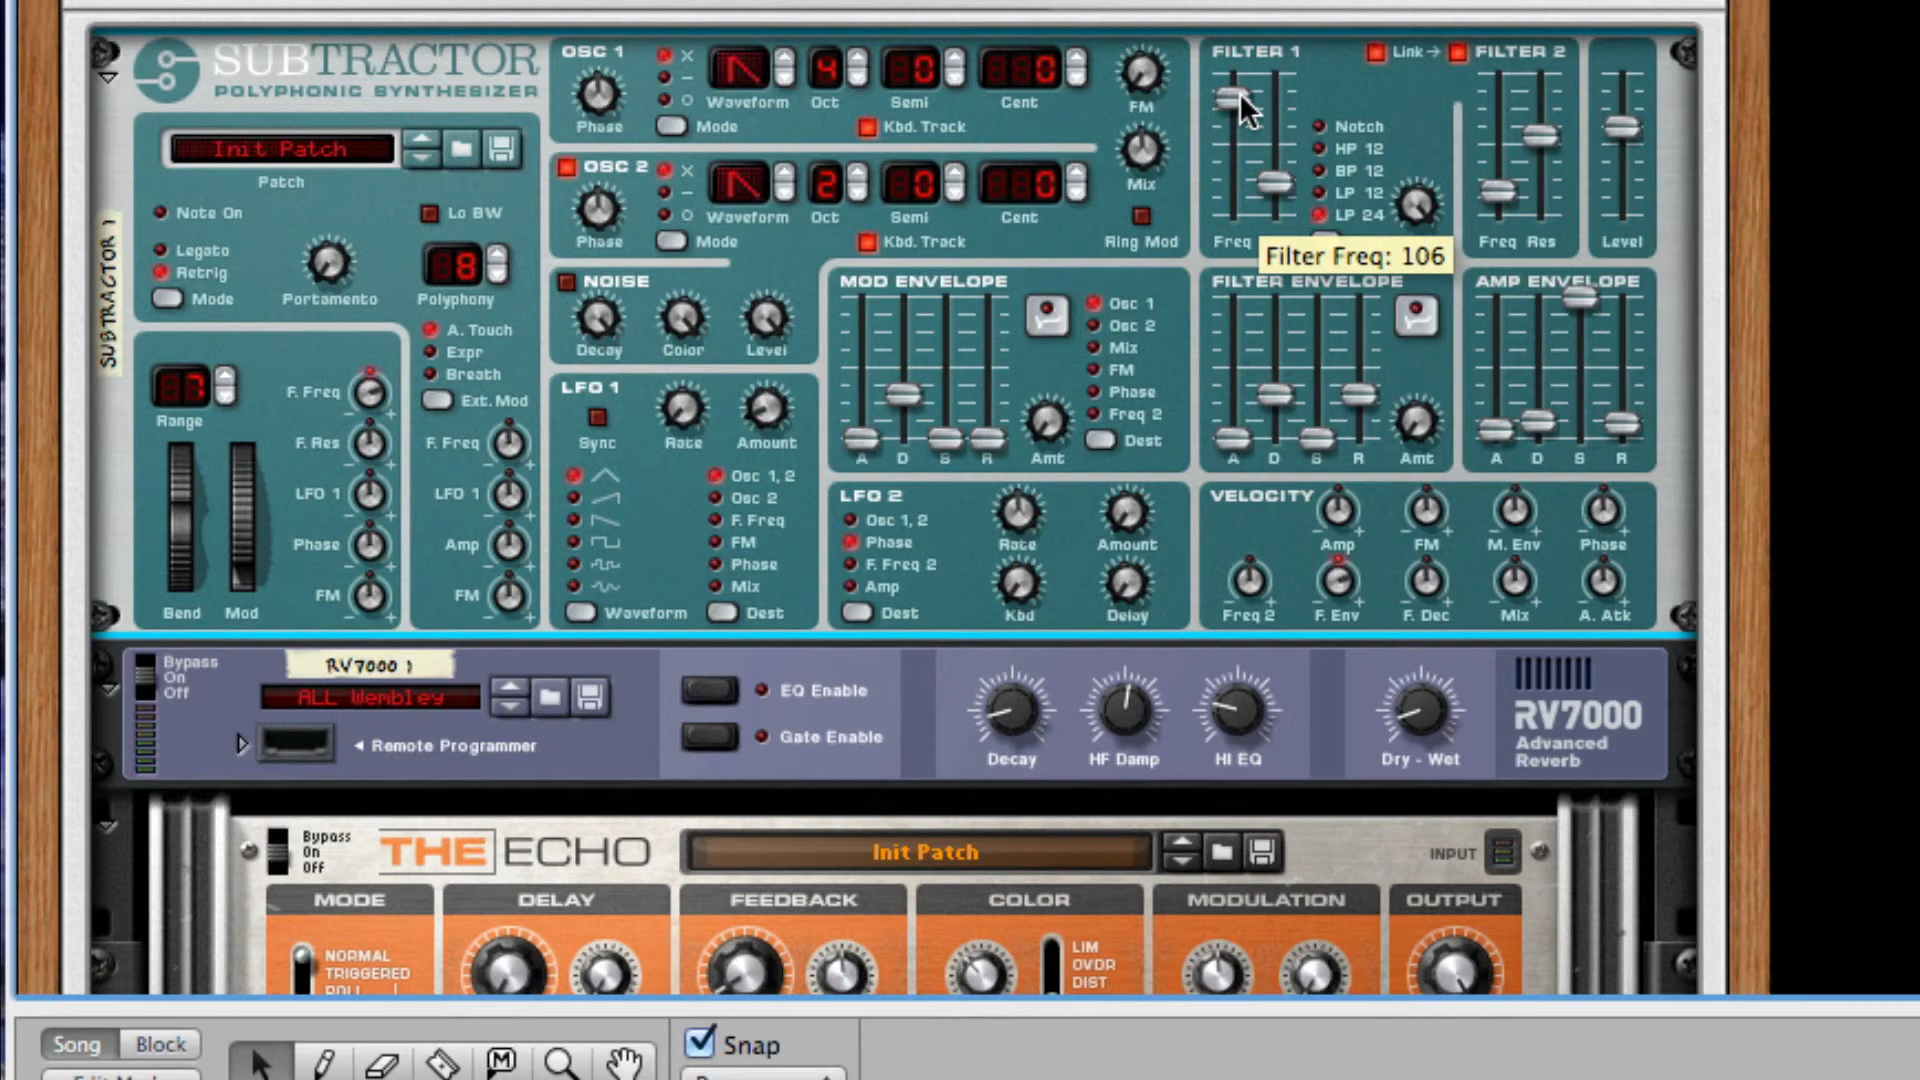 SUBTRACTOR
POLYPHONIC SYNTHESIZER
Init Patch
Patch
Note On
Lo BW
Legato
Retrig
Mode
Portamento
8
Polyphony
SUBTRACTOR 1
7
Range
F. Freq
F. Res
LFO 1
Phase
FM
Bend
Mod
A. Touch
Expr
Breath
Ext. Mod
F. Freq
LFO 1
Amp
FM
OSC 1
Phase
Mode
Waveform
4
Oct
0
Semi
0
Cent
Kbd. Track
FM
OSC 2
Phase
Mode
Waveform
2
Oct
0
Semi
0
Cent
Kbd. Track
Mix
Ring Mod
NOISE
Decay
Color
Level
LFO 1
Sync
Rate
Amount
Osc 1, 2
Osc 2
F. Freq
FM
Phase
Mix
Waveform
Dest
MOD ENVELOPE
A
D
S
R
Amt
Osc 1
Osc 2
Mix
FM
Phase
Freq 2
Dest
LFO 2
Osc 1, 2
Phase
F. Freq 2
Amp
Dest
Rate
Amount
Kbd
Delay
FILTER 1
Link
FILTER 2
Notch
HP 12
BP 12
LP 12
LP 24
Freq
Filter Freq: 106
Freq Res
Level
FILTER ENVELOPE
A
D
S
R
Amt
AMP ENVELOPE
A
D
S
R
VELOCITY
Amp
FM
M. Env
Phase
Freq 2
F. Env
F. Dec
Mix
A. Atk
Bypass
On
Off
RV7000 1
ALL Wembley
Remote Programmer
EQ Enable
Gate Enable
Decay
HF Damp
HI EQ
Dry - Wet
RV7000
Advanced
Reverb
Bypass
On
Off
THE ECHO
Init Patch
INPUT
MODE
DELAY
FEEDBACK
COLOR
MODULATION
OUTPUT
NORMAL
TRIGGERED
LIM
OVDR
DIST
Song
Block
M
Snap